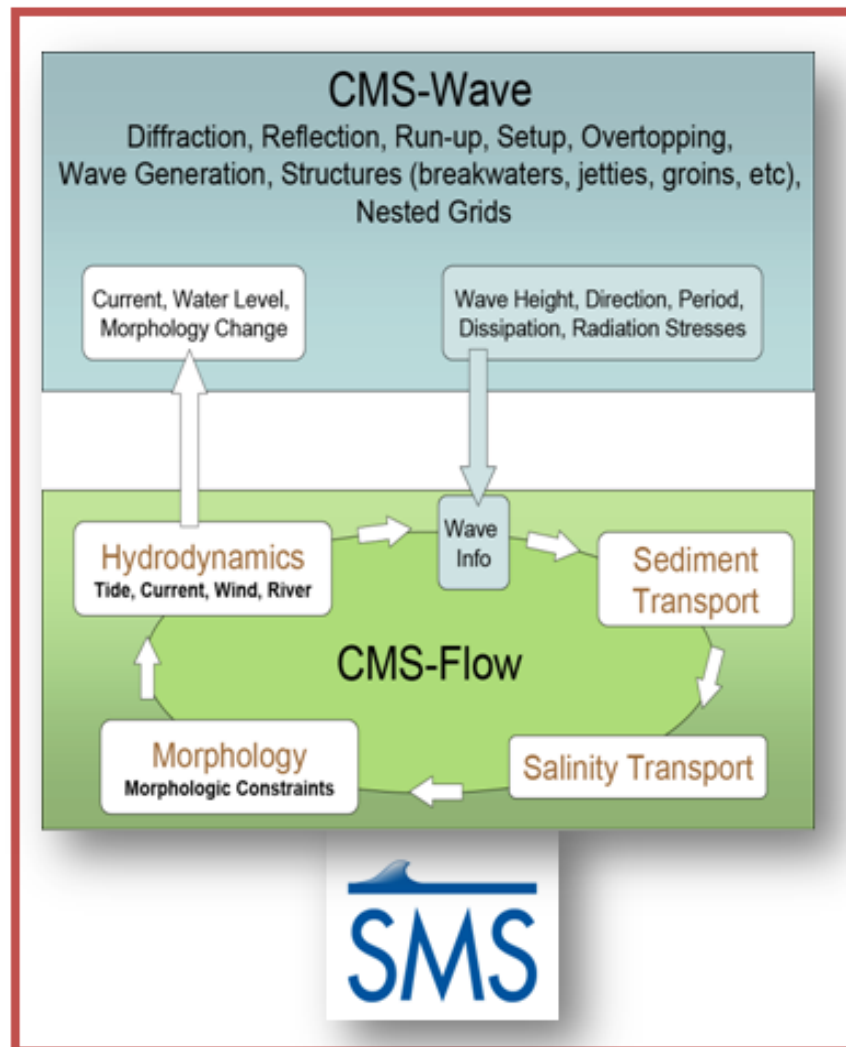 CMS-Wave
Diffraction, Reflection, Run-up, Setup, Overtopping,
Wave Generation, Structures (breakwaters, jetties, groins, etc),
Nested Grids
Current, Water Level,
Morphology Change
Wave Height, Direction, Period,
Dissipation, Radiation Stresses
Hydrodynamics
Tide, Current, Wind, River
Wave
Info
Sediment
Transport
CMS-Flow
Morphology
Morphologic Constraints
Salinity Transport
SMS